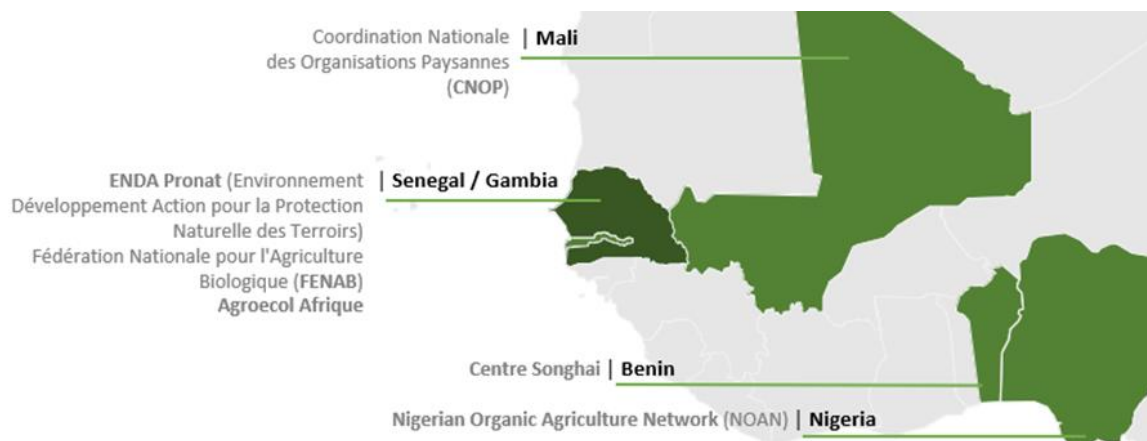 Coordination Nationale | Mali
des Organisations Paysannes
(CNOP)
ENDA Pronat (Environnement | Senegal / Gambia
Développement Action pour la Protection
Naturelle des Terroirs)
Fédération Nationale pour l'Agriculture
Biologique (FENAB)
Agroecol Afrique
Centre Songhai | Benin
Nigerian Organic Agriculture Network (NOAN) | Nigeria